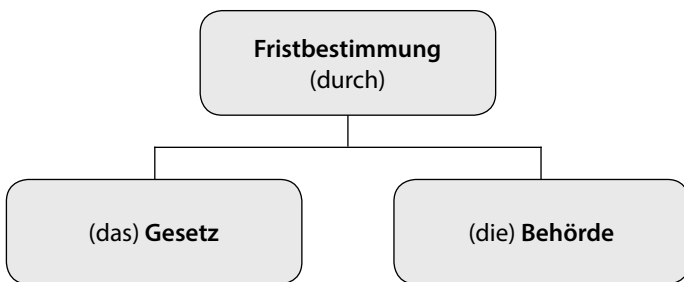 Fristbestimmung
(durch)
(das) Gesetz
(die) Behörde